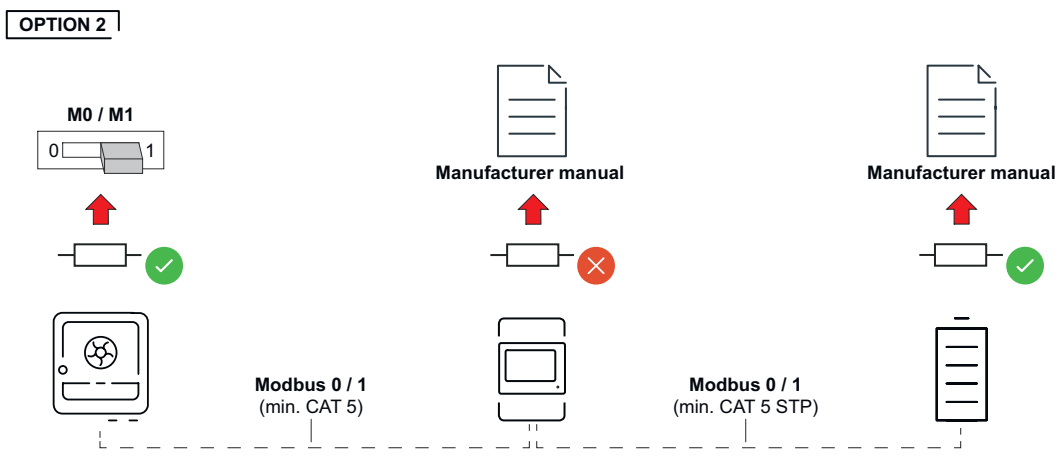 OPTION 2
M0 / M1
0 1
Manufacturer manual
Manufacturer manual
Modbus 0 / 1
(min. CAT 5)
Modbus 0 / 1
(min. CAT 5 STP)